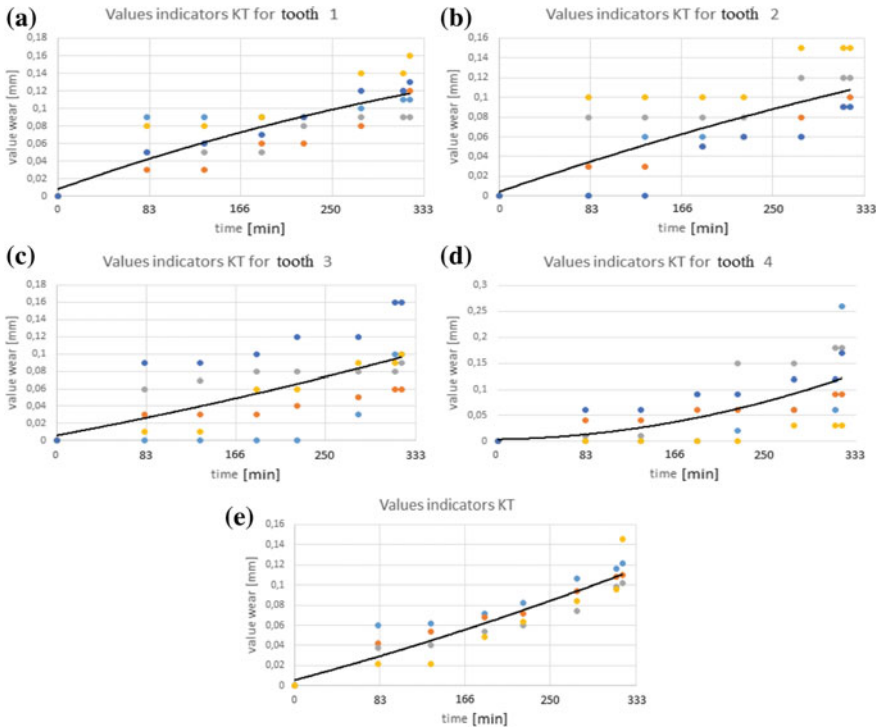 (a)
Values indicators KT for tooth 1
value wear [mm]
0,16
0,14
0,12
0,1
0,08
0,06
0,04
0,02
0
0 83 166 250 333
time [min]
(b)
Values indicators KT for tooth 2
value wear [mm]
0,16
0,14
0,12
0,1
0,08
0,06
0,04
0,02
0
0 83 166 250 333
time [min]
(c)
Values indicators KT for tooth 3
value wear [mm]
0,18
0,16
0,14
0,12
0,1
0,08
0,06
0,04
0,02
0
0 83 166 250 333
time [min]
(d)
Values indicators KT for tooth 4
value wear [mm]
0,3
0,25
0,2
0,15
0,1
0,05
0
0 83 166 250 333
time [min]
(e)
Values indicators KT
value wear [mm]
0,16
0,14
0,12
0,1
0,08
0,06
0,04
0,02
0
0 83 166 250 333
time [min]